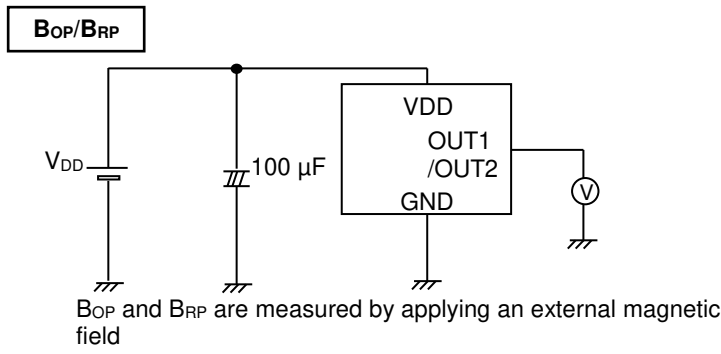 BOP/BRP
VDD
OUT1
/OUT2
GND
VDD
100 µF
V
BOP and BRP are measured by applying an external magnetic
field